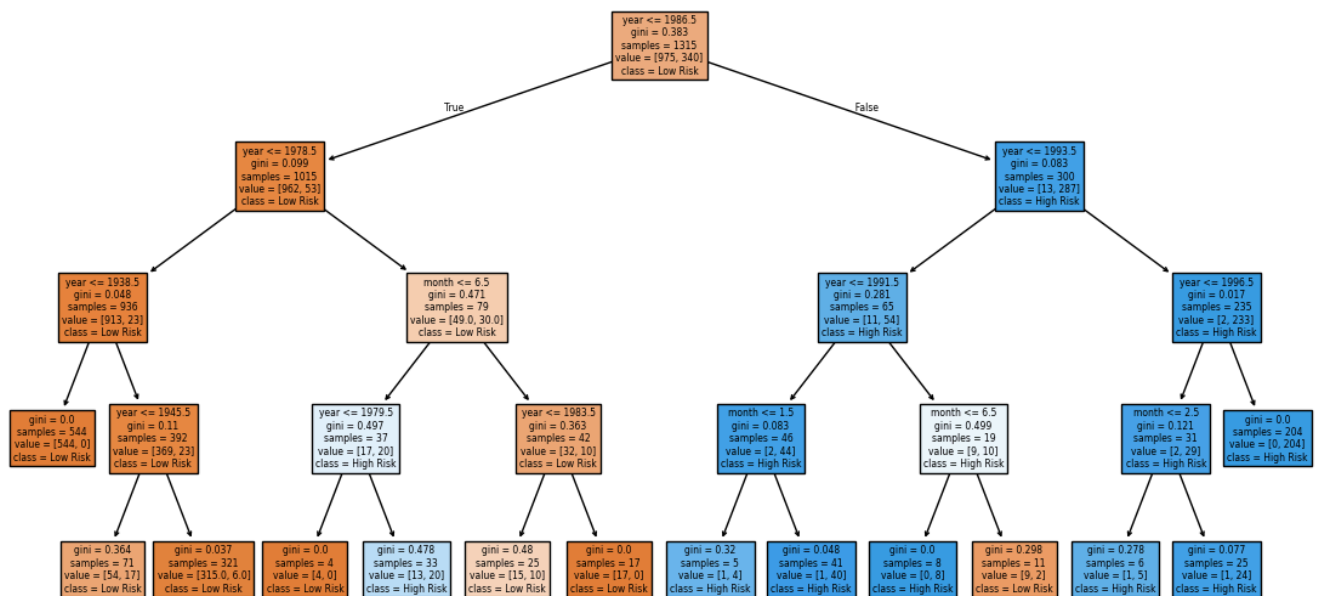 year <= 1986.5
gini = 0.383
samples = 1315
value = [975, 340]
class = Low Risk
True
False
year <= 1978.5
gini = 0.099
samples = 1015
value = [962, 53]
class = Low Risk
year <= 1993.5
gini = 0.083
samples = 300
value = [13, 287]
class = High Risk
year <= 1938.5
gini = 0.048
samples = 936
value = [913, 23]
class = Low Risk
month <= 6.5
gini = 0.471
samples = 79
value = [49.0, 30.0]
class = Low Risk
year <= 1991.5
gini = 0.281
samples = 65
value = [11, 54]
class = High Risk
year <= 1996.5
gini = 0.017
samples = 235
value = [2, 233]
class = High Risk
gini = 0.0
samples = 544
value = [544, 0]
class = Low Risk
year <= 1945.5
gini = 0.11
samples = 392
value = [369, 23]
class = Low Risk
year <= 1979.5
gini = 0.497
samples = 37
value = [17, 20]
class = High Risk
year <= 1983.5
gini = 0.363
samples = 42
value = [32, 10]
class = Low Risk
month <= 1.5
gini = 0.083
samples = 46
value = [2, 44]
class = High Risk
month <= 6.5
gini = 0.499
samples = 19
value = [9, 10]
class = High Risk
month <= 2.5
gini = 0.121
samples = 31
value = [2, 29]
class = High Risk
gini = 0.0
samples = 204
value = [0, 204]
class = High Risk
gini = 0.364
samples = 71
value = [54, 17]
class = Low Risk
gini = 0.037
samples = 321
value = [315.0, 6.0]
class = Low Risk
gini = 0.0
samples = 4
value = [4, 0]
class = Low Risk
gini = 0.478
samples = 33
value = [13, 20]
class = High Risk
gini = 0.48
samples = 25
value = [15, 10]
class = Low Risk
gini = 0.0
samples = 17
value = [17, 0]
class = Low Risk
gini = 0.32
samples = 5
value = [1, 4]
class = High Risk
gini = 0.048
samples = 41
value = [1, 40]
class = High Risk
gini = 0.0
samples = 8
value = [0, 8]
class = High Risk
gini = 0.298
samples = 11
value = [9, 2]
class = Low Risk
gini = 0.278
samples = 6
value = [1, 5]
class = High Risk
gini = 0.077
samples = 25
value = [1, 24]
class = High Risk